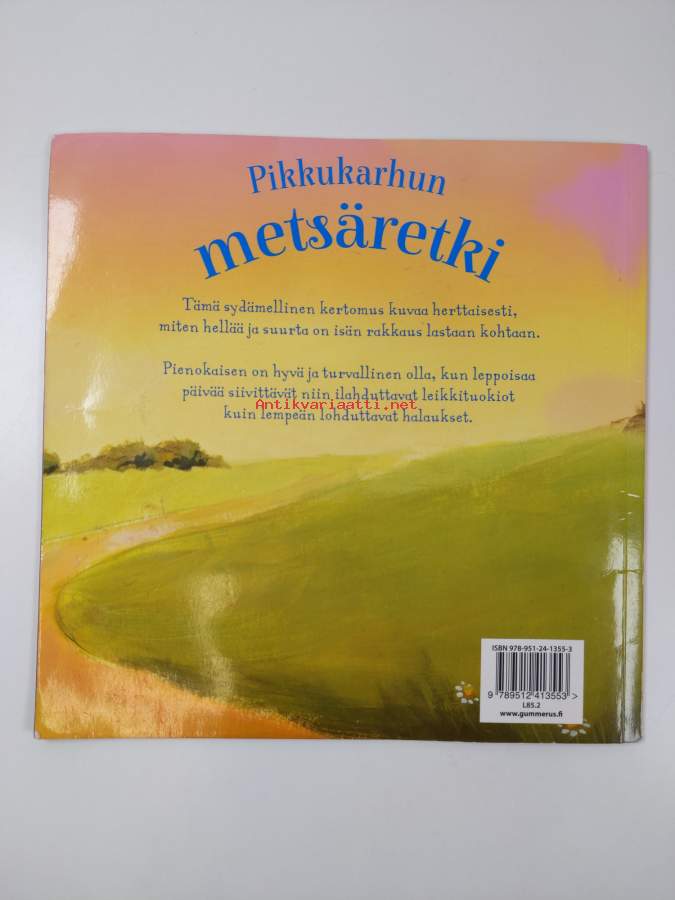 Pikkukarhun
metsäretki
Tämä sydämellinen kertomus kuvaa herttaisesti,
miten hellää ja suurta on isän rakkaus lastaan kohtaan.
Pienokaisen on hyvä ja turvallinen olla, kun leppoisaa
päivää siivittävät niin ilahduttavat leikkituokiot
Antikvariaatti.net
kuin lempeän lohduttavat halaukset.
ISBN 978-951-24-1355-3
9 789512 413553 >
L85.2
www.gummerus.fi